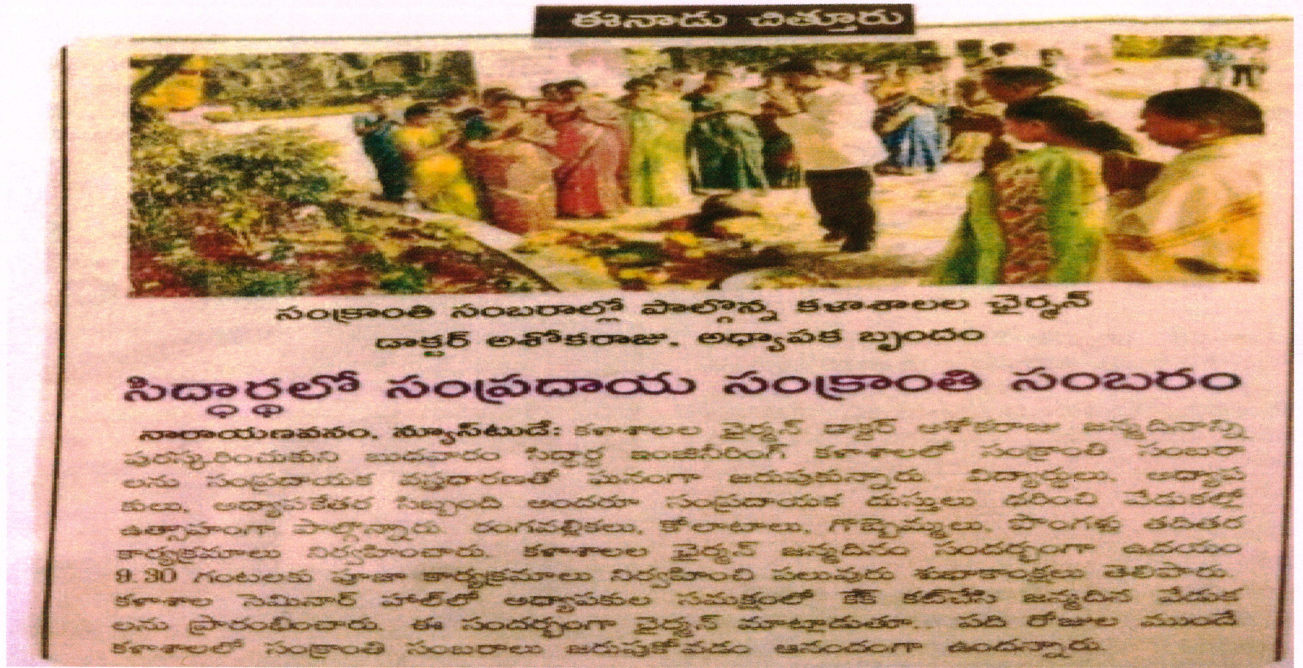 ఈనాడు చిత్తూరు
సంక్రాంతి సంబరాల్లో పాల్గొన్న కళాశాలల చైర్మన్
డాక్టర్ అశోకరాజు, అధ్యాపక బృందం
సిద్ధార్థలో సంప్రదాయ సంక్రాంతి సంబరం
నారాయణవనం, న్యూస్‌టుడే: కళాశాలల చైర్మన్ డాక్టర్ అశోకరాజు జన్మదినాన్ని
పురస్కరించుకుని బుధవారం సిద్ధార్థ ఇంజినీరింగ్ కళాశాలలో సంక్రాంతి సంబరా
లను సంప్రదాయక వస్త్రధారణతో ఘనంగా జరుపుకున్నారు. విద్యార్థులు, అధ్యాప
కులు, అధ్యాపకేతర సిబ్బంది అందరూ సంప్రదాయక దుస్తులు ధరించి వేడుకల్లో
ఉత్సాహంగా పాల్గొన్నారు. రంగవల్లికలు, కోలాటాలు, గొబ్బెమ్మలు, పొంగళ్లు తదితర
కార్యక్రమాలు నిర్వహించారు. కళాశాలల చైర్మన్ జన్మదినం సందర్భంగా ఉదయం
9.30 గంటలకు పూజా కార్యక్రమాలు నిర్వహించి పలువురు శుభాకాంక్షలు తెలిపారు.
కళాశాల సెమినార్ హాల్‌లో అధ్యాపకుల సమక్షంలో కేక్ కట్‌చేసి జన్మదిన వేడుక
లను ప్రారంభించారు. ఈ సందర్భంగా చైర్మన్ మాట్లాడుతూ... పది రోజుల ముందే
కళాశాలలో సంక్రాంతి సంబరాలు జరుపుకోవడం ఆనందంగా ఉందన్నారు.